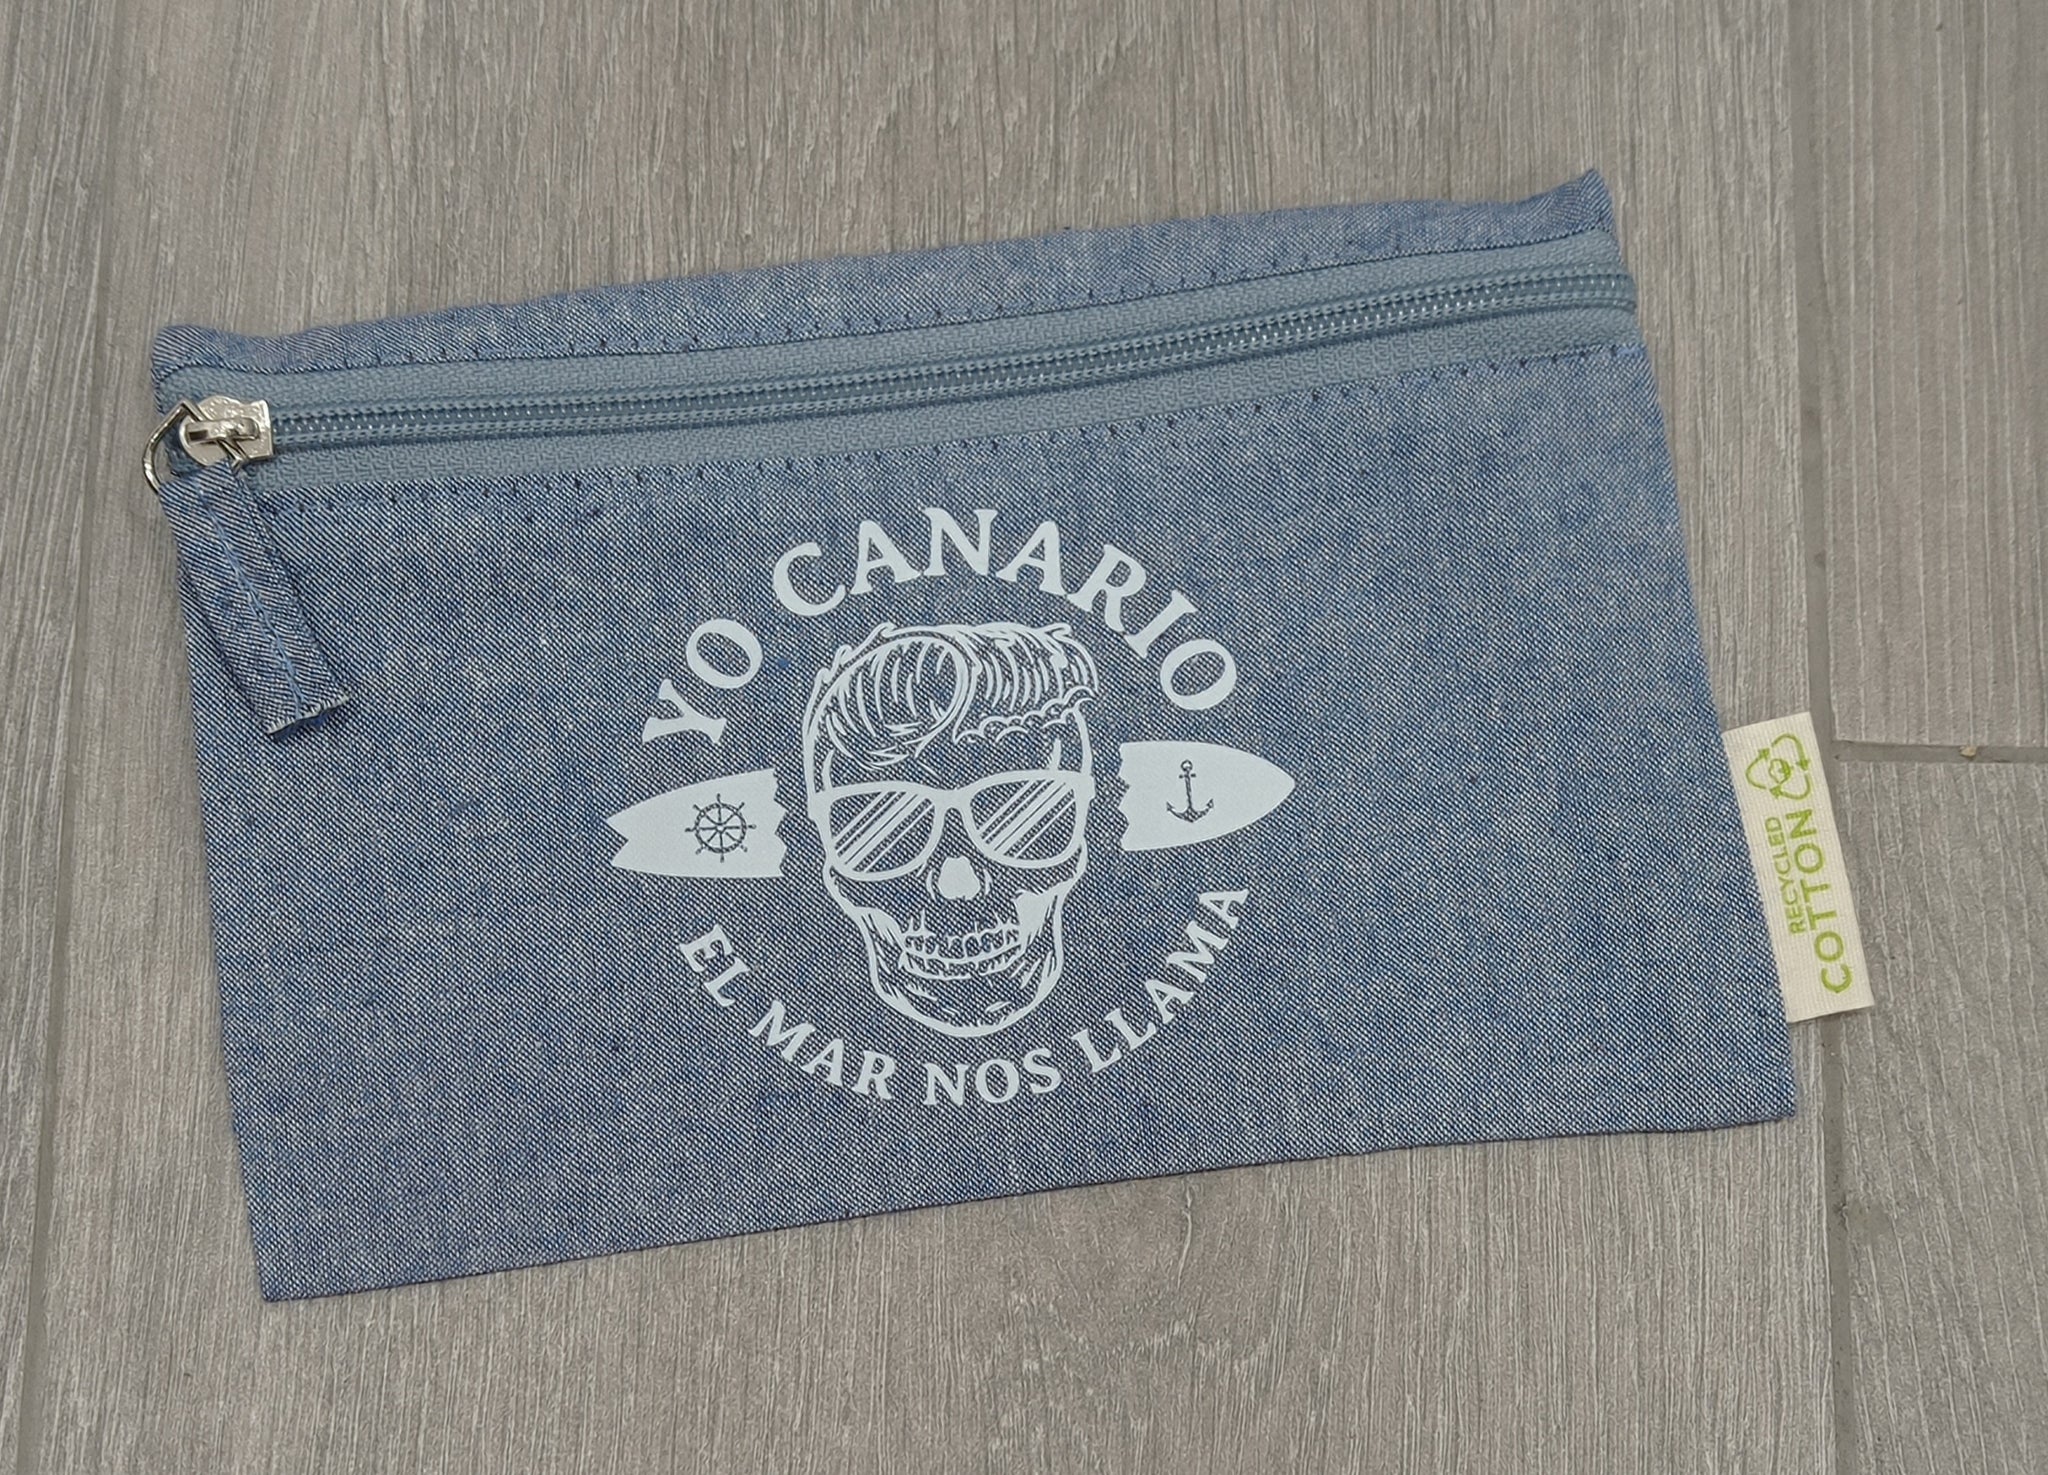 YO CANARIO
EL MAR NOS LLAMA
RECYCLED
COTTON